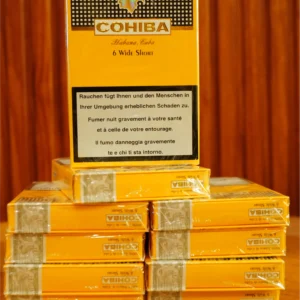 COHIBA
Habana, Cuba
6 Wide Short
Rauchen fügt Ihnen und den Menschen in
Ihrer Umgebung erheblichen Schaden zu.
Fumer nuit gravement à votre santé
et à celle de votre entourage.
Il fumo danneggia gravemente
te e chi ti sta intorno.
COHIBA
COHIBA
COHIBA
COHIBA